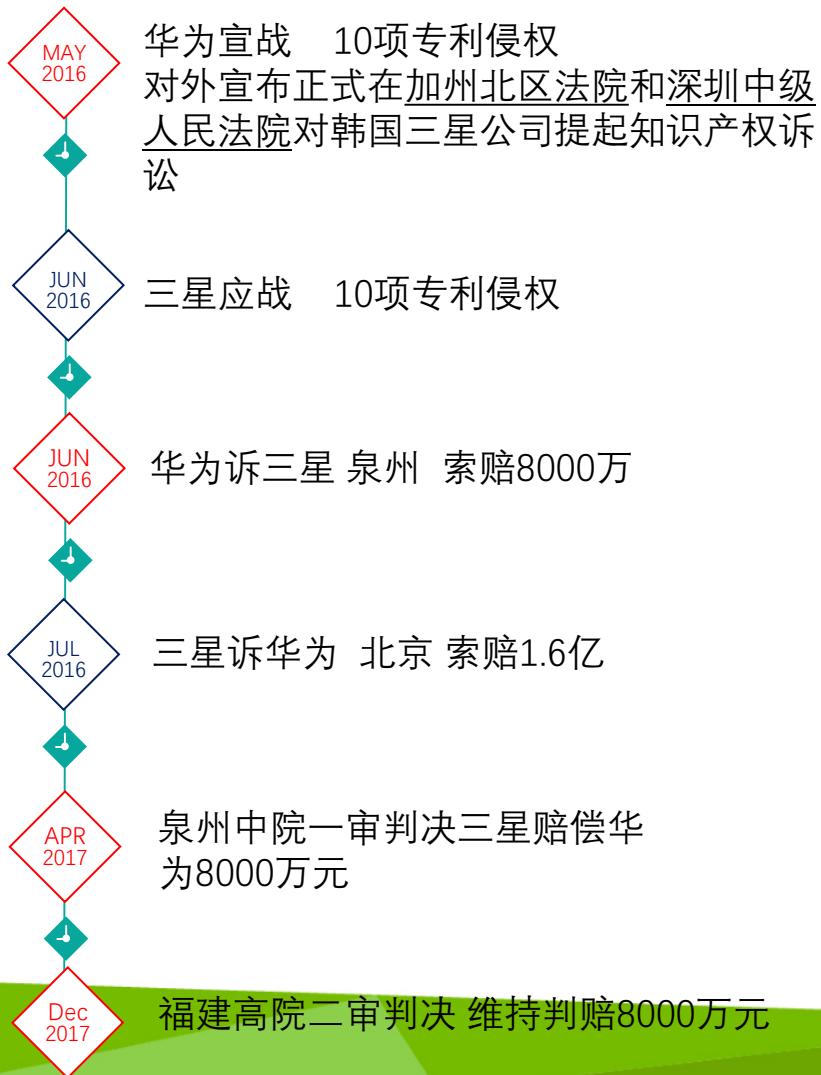 MAY
2016
华为宣战 10项专利侵权
对外宣布正式在加州北区法院和深圳中级
人民法院对韩国三星公司提起知识产权诉
讼
JUN
2016
三星应战 10项专利侵权
JUN
2016
华为诉三星 泉州 索赔8000万
JUL
2016
三星诉华为 北京 索赔1.6亿
APR
2017
泉州中院一审判决三星赔偿华
为8000万元
Dec
2017
福建高院二审判决 维持判赔8000万元